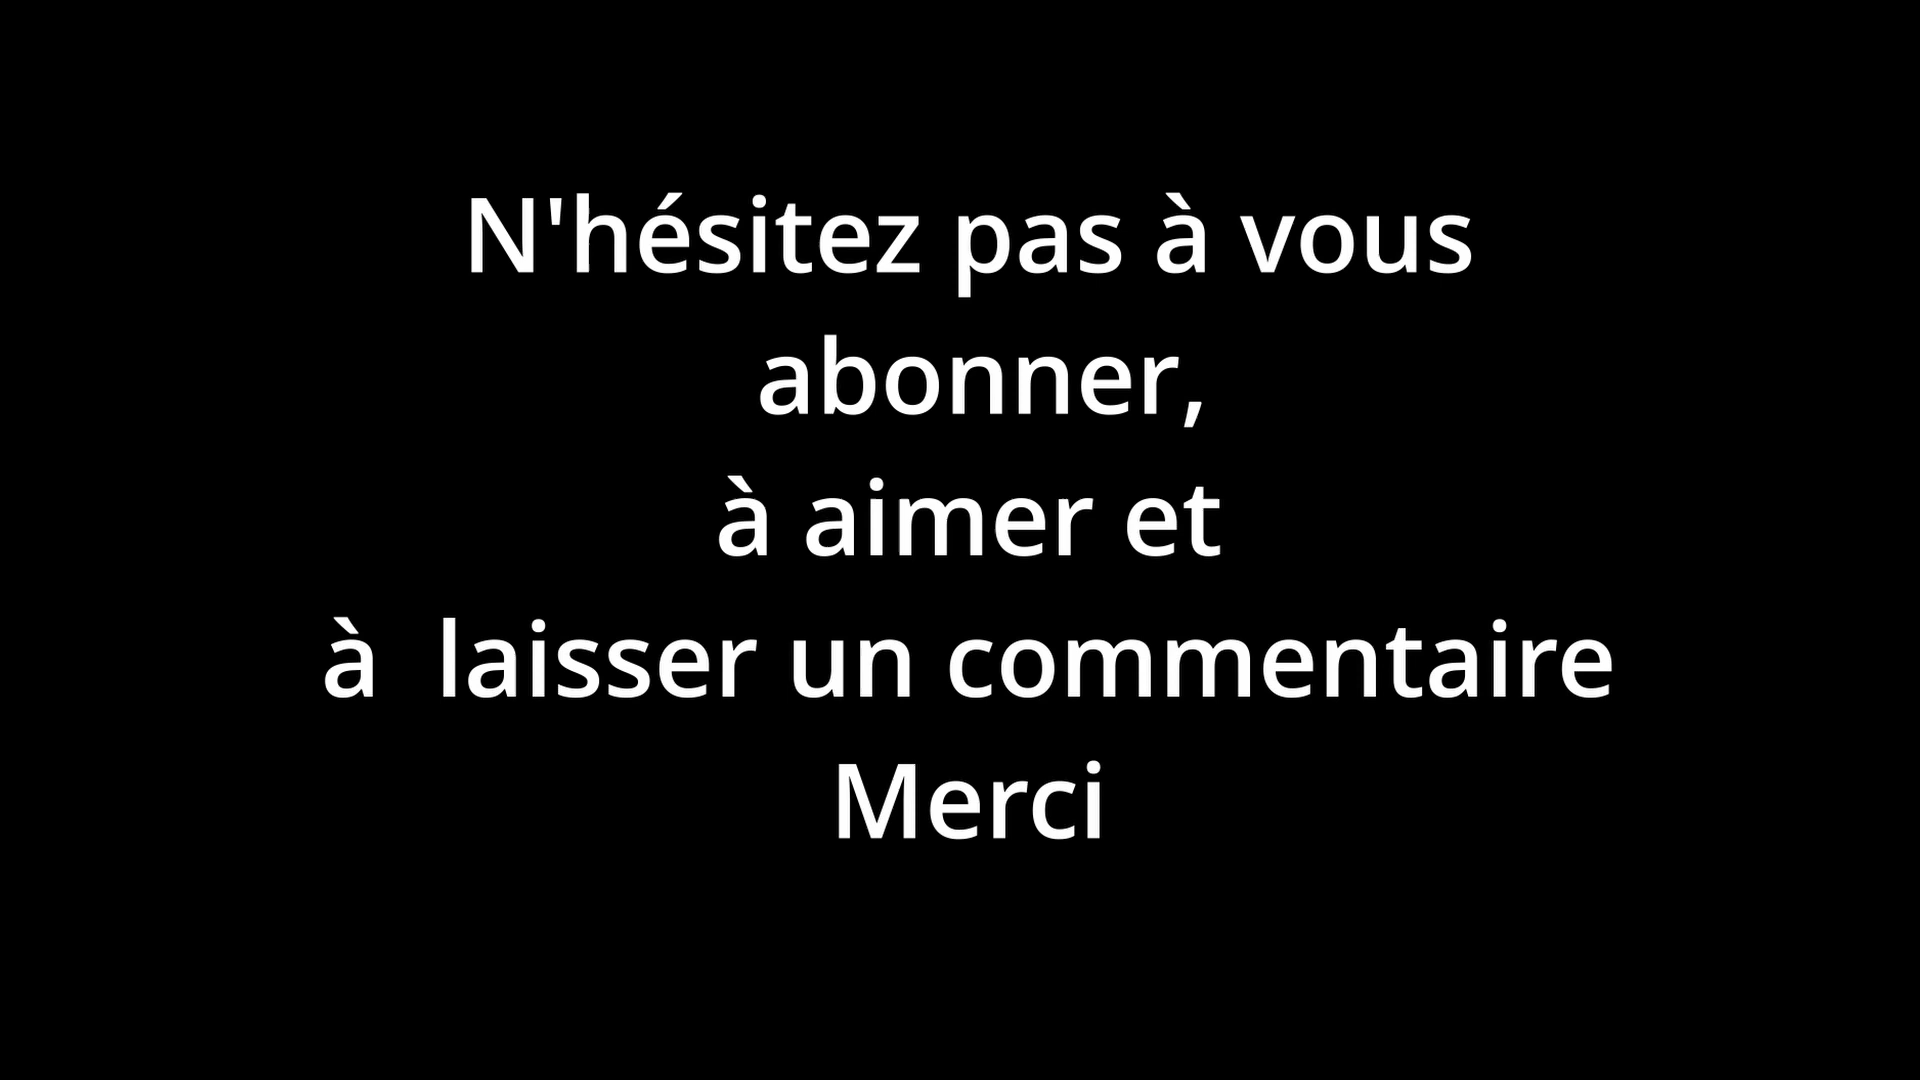 N'hésitez pas à vous
abonner,
à aimer et
à  laisser un commentaire
Merci